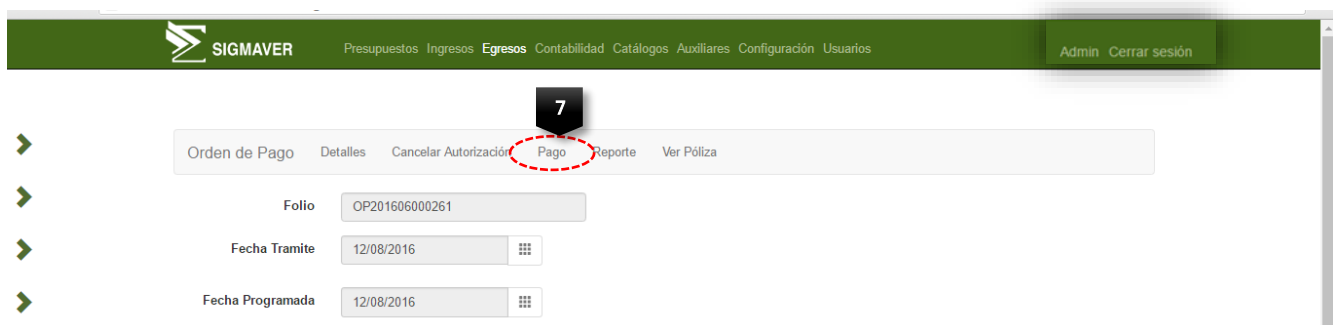 SIGMAVER Presupuestos Ingresos Egresos Contabilidad Catálogos Auxiliares Configuración Usuarios Admin Cerrar sesión
7
Orden de Pago Detalles Cancelar Autorización Pago Reporte Ver Póliza
Folio OP201606000261
Fecha Tramite 12/08/2016
Fecha Programada 12/08/2016